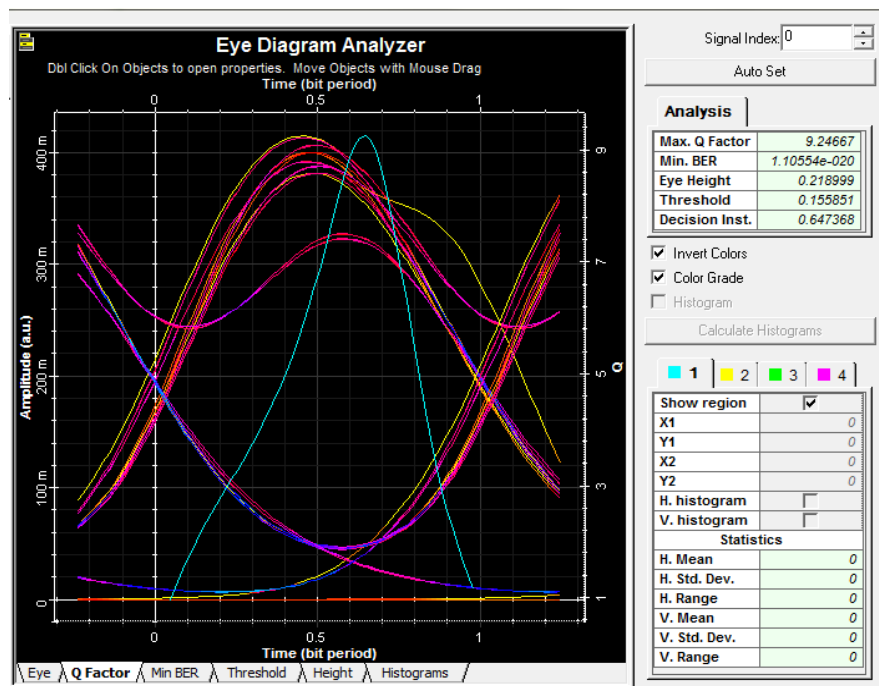 Eye Diagram Analyzer
Dbl Click On Objects to open properties. Move Objects with Mouse Drag
Time (bit period)
0 0.5 1
Amplitude (a.u.)
400 m
300 m
200 m
100 m
0
Q
9
7
5
3
1
0 0.5 1
Time (bit period)
Eye Q Factor Min BER Threshold Height Histograms
Signal Index: 0
Auto Set
Analysis
Max. Q Factor 9.24667
Min. BER 1.10554e-020
Eye Height 0.218999
Threshold 0.155851
Decision Inst. 0.647368
Invert Colors
Color Grade
Histogram
Calculate Histograms
1 2 3 4
Show region
X1 0
Y1 0
X2 0
Y2 0
H. histogram
V. histogram
Statistics
H. Mean 0
H. Std. Dev. 0
H. Range 0
V. Mean 0
V. Std. Dev. 0
V. Range 0